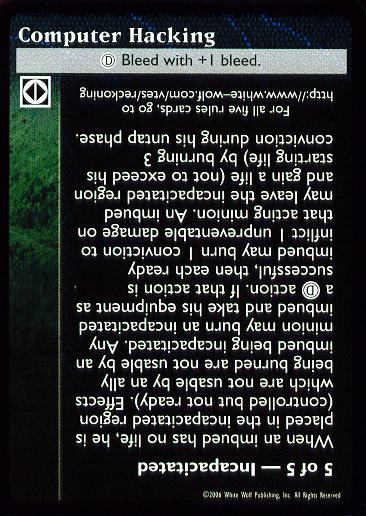 Computer Hacking
Ⓓ Bleed with +1 bleed.
5 of 5 — Incapacitated
When an imbued has no life, he is
placed in the incapacitated region
(controlled but not ready). Effects
which are not usable by an ally
being burned are not usable by an
imbued being incapacitated. Any
minion may burn an incapacitated
imbued and take his equipment as
a Ⓓ action. If that action is
successful, then each ready
imbued may burn 1 conviction to
inflict 1 unpreventable damage on
that acting minion. An imbued
may leave the incapacitated region
and gain a life (not to exceed his
starting life) by burning 3
conviction during his untap phase.
For all five rules cards, go to
http://www.white-wolf.com/vtes/reckoning
©2006 White Wolf Publishing, Inc. All Rights Reserved